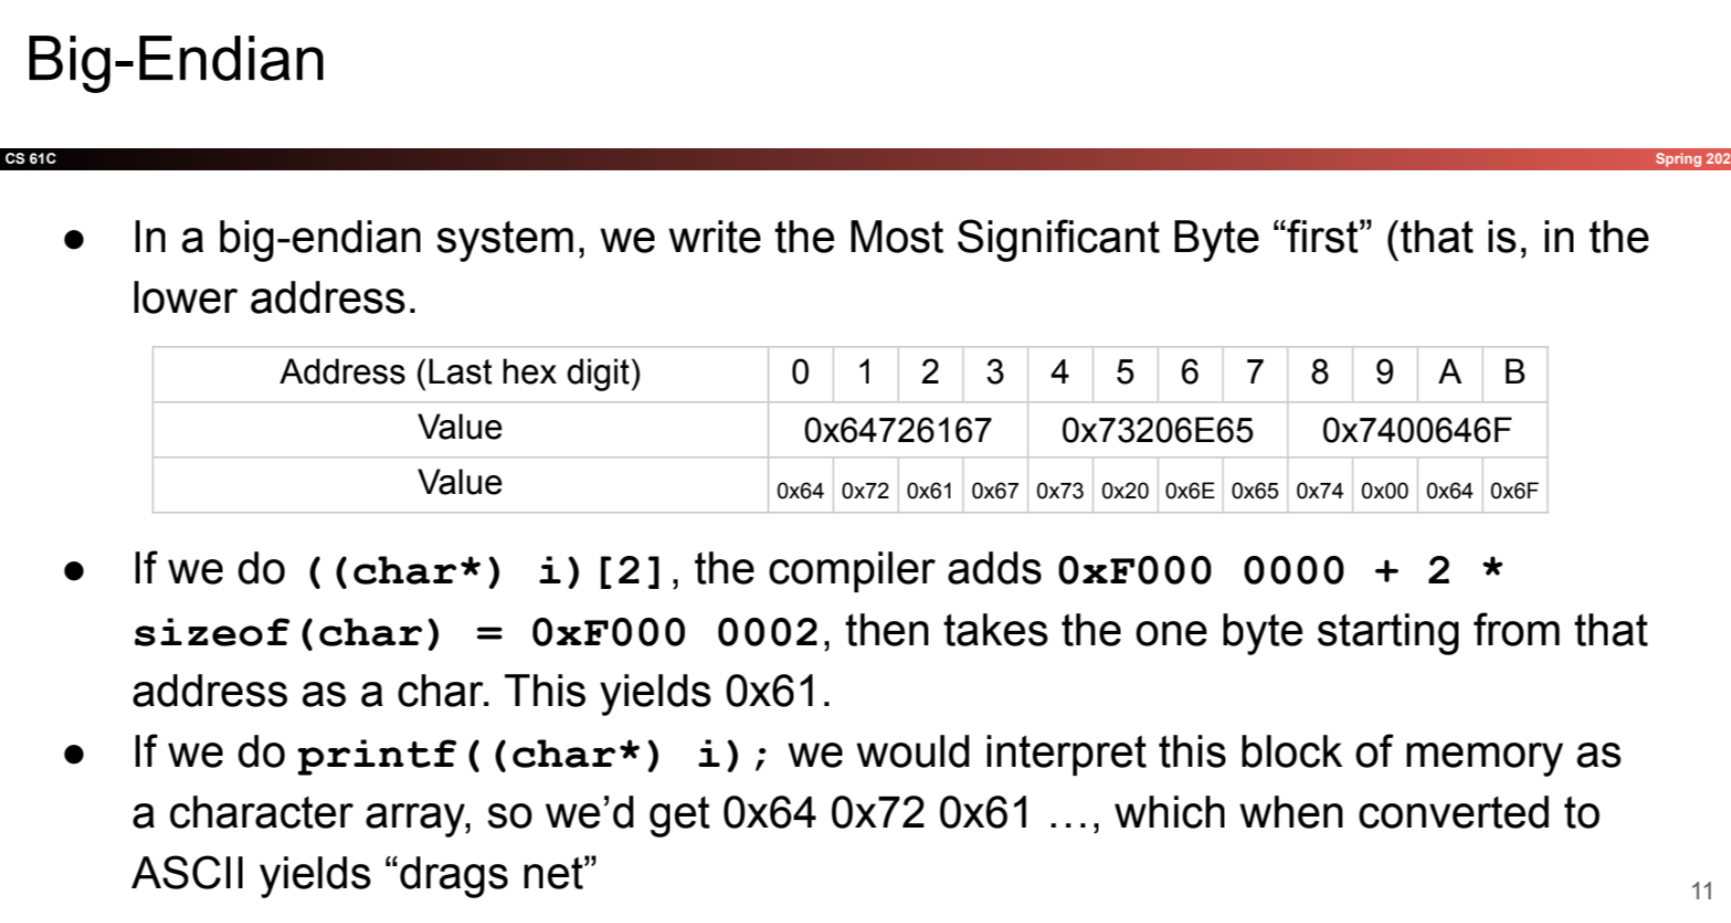 Big-Endian
CS 61C
Spring 202
● In a big-endian system, we write the Most Significant Byte “first” (that is, in the
lower address.
Address (Last hex digit) 0 1 2 3 4 5 6 7 8 9 A B
Value 0x64726167 0x73206E65 0x7400646F
Value 0x64 0x72 0x61 0x67 0x73 0x20 0x6E 0x65 0x74 0x00 0x64 0x6F
● If we do ((char*) i)[2], the compiler adds 0xF000 0000 + 2 *
sizeof(char) = 0xF000 0002, then takes the one byte starting from that
address as a char. This yields 0x61.
● If we do printf((char*) i); we would interpret this block of memory as
a character array, so we’d get 0x64 0x72 0x61 …, which when converted to
ASCII yields “drags net”
11